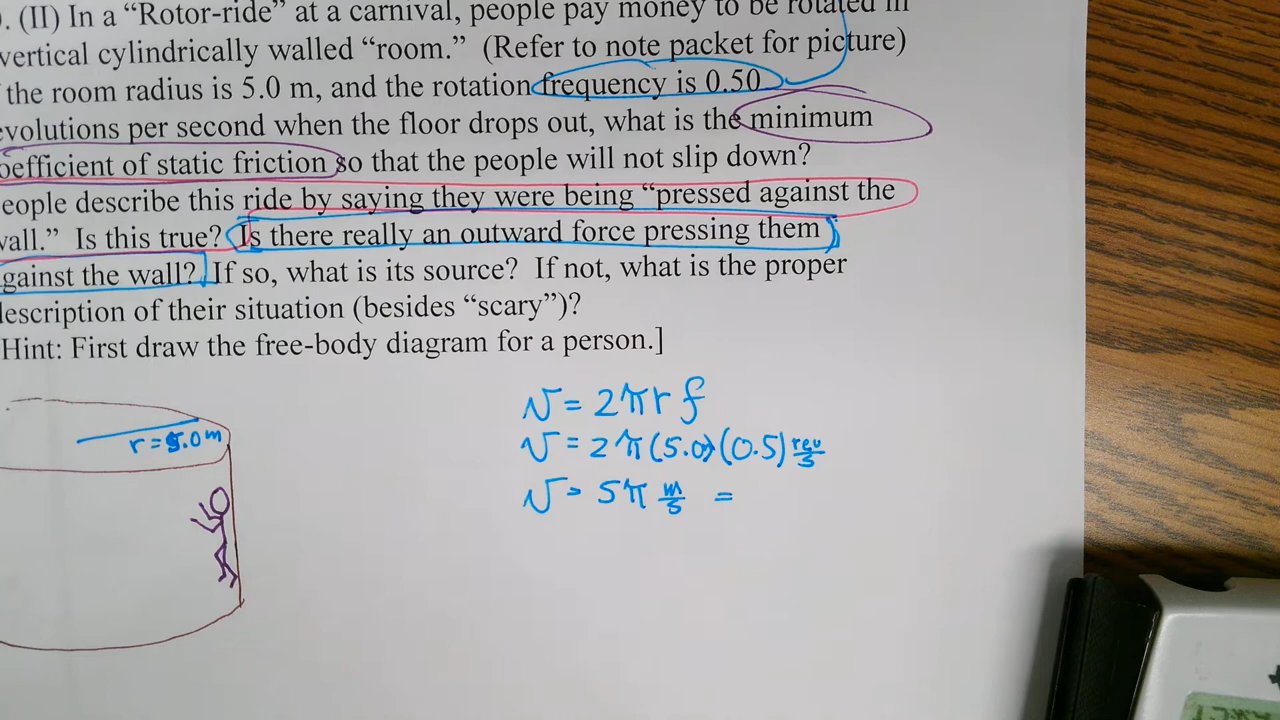 . (II) In a “Rotor-ride” at a carnival, people pay money to be rotated in
vertical cylindrically walled “room.” (Refer to note packet for picture)
the room radius is 5.0 m, and the rotation frequency is 0.50
evolutions per second when the floor drops out, what is the minimum
oefficient of static friction so that the people will not slip down?
eople describe this ride by saying they were being “pressed against the
wall.” Is this true? Is there really an outward force pressing them
gainst the wall? If so, what is its source? If not, what is the proper
description of their situation (besides “scary”)?
Hint: First draw the free-body diagram for a person.]
v = 2πr f
r = 5.0 m
v = 2π(5.0)(0.5) rev/s
v = 5π m/s =